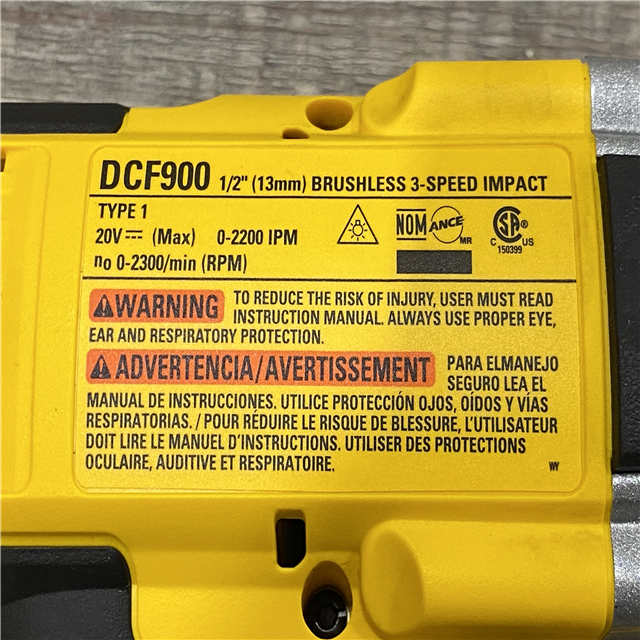 DCF900 1/2" (13mm) BRUSHLESS 3-SPEED IMPACT
TYPE 1
20V⎓ (Max) 0-2200 IPM
no 0-2300/min (RPM)
NOM ANCE MR
C SA US
150399
⚠WARNING TO REDUCE THE RISK OF INJURY, USER MUST READ
INSTRUCTION MANUAL. ALWAYS USE PROPER EYE,
EAR AND RESPIRATORY PROTECTION.
⚠ADVERTENCIA/AVERTISSEMENT PARA ELMANEJO
SEGURO LEA EL
MANUAL DE INSTRUCCIONES. UTILICE PROTECCIÓN OJOS, OÍDOS Y VÍAS
RESPIRATORIAS. / POUR RÉDUIRE LE RISQUE DE BLESSURE, L'UTILISATEUR
DOIT LIRE LE MANUEL D'INSTRUCTIONS. UTILISER DES PROTECTIONS
OCULAIRE, AUDITIVE ET RESPIRATOIRE.
WY